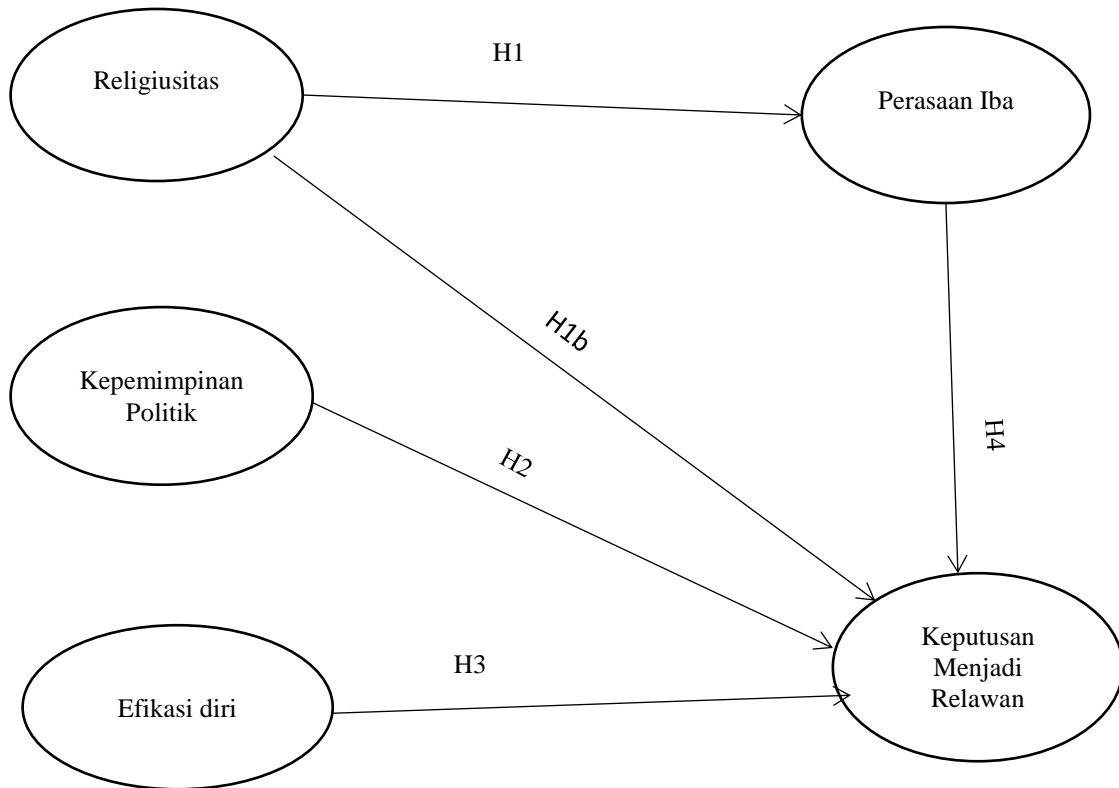 H1
Religiusitas
Perasaan Iba
H1b
Kepemimpinan
Politik
H2
H4
Efikasi diri
H3
Keputusan
Menjadi
Relawan